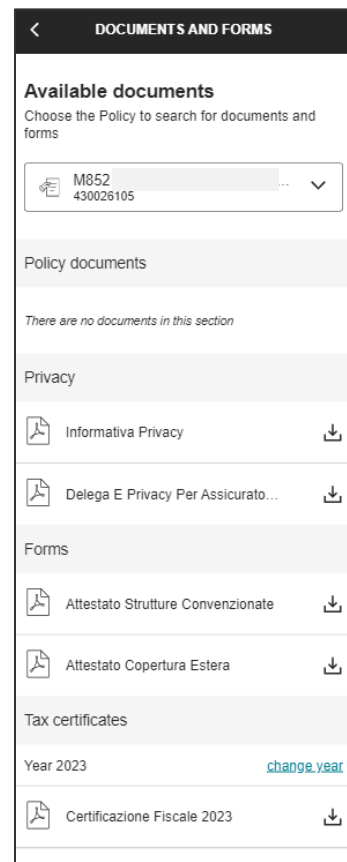 DOCUMENTS AND FORMS
Available documents
Choose the Policy to search for documents and
forms
M852 ...
430026105
Policy documents
There are no documents in this section
Privacy
Informativa Privacy
Delega E Privacy Per Assicurato...
Forms
Attestato Strutture Convenzionate
Attestato Copertura Estera
Tax certificates
Year 2023 change year
Certificazione Fiscale 2023